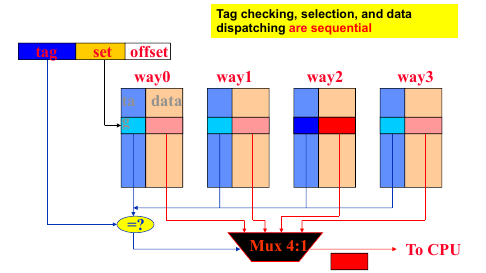 Tag checking, selection, and data
dispatching are sequential
tag set offset
way0 way1 way2 way3
data
=?
Mux 4:1
To CPU